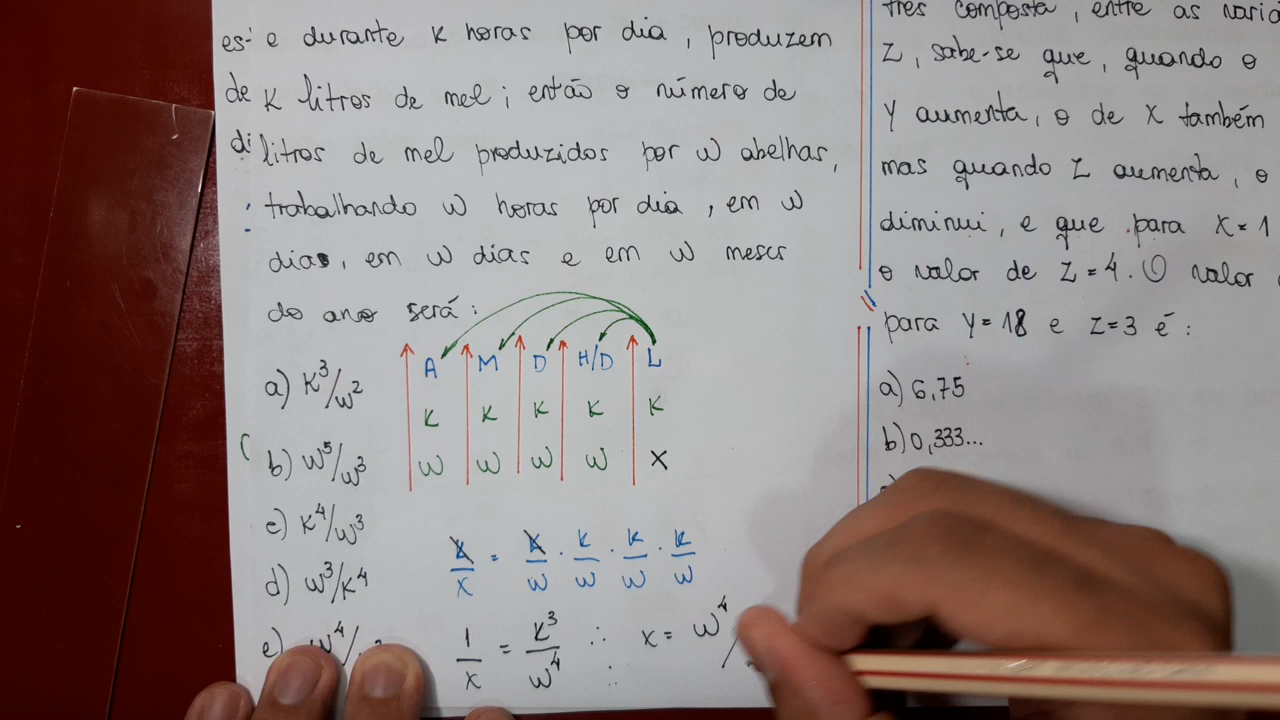 es- e durante K horas por dia, produzem
de K litros de mel; então o número de
di litros de mel produzidos por W abelhas,
trabalhando W horas por dia, em W
dias, em W dias e em W meses
do ano será:
a) K³/W²
b) W⁵/W³
c) K⁴/W³
d) W³/K⁴
e) W⁴/
A M D H/D L
K K K K K
W W W W X
K/X = K/W · K/W · K/W · K/W
1/X = K³/W⁴ ∴ X = W⁴/
três composta, entre as
Z, sabe-se que, quando o
Y aumenta, o de X também
mas quando Z aumenta, o
diminui, e que para X=1
o valor de Z=4. O valor
para Y=18 e Z=3 é:
a) 6,75
b) 0,333...